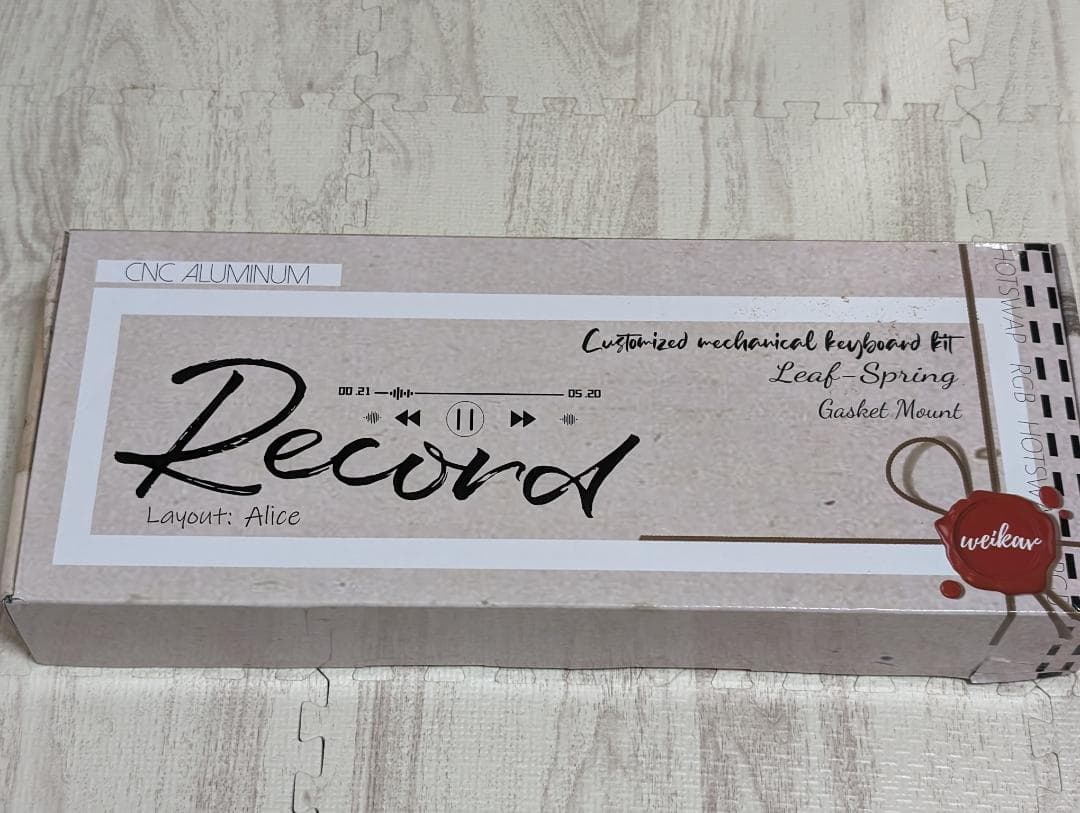 CNC ALUMINUM
Customized mechanical keyboard kit
Leaf-Spring
Gasket Mount
00.21
05.20
Record
Layout: Alice
HOTSWAP RGB HOTSW
weikav